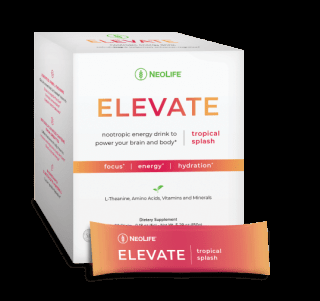 NEOLIFE
ELEVATE
nootropic energy drink to
power your brain and body*
tropical
splash
focus* | energy* | hydration*
L-Theanine, Amino Acids, Vitamins and Minerals
Dietary Supplement
NEOLIFE
ELEVATE
tropical
splash